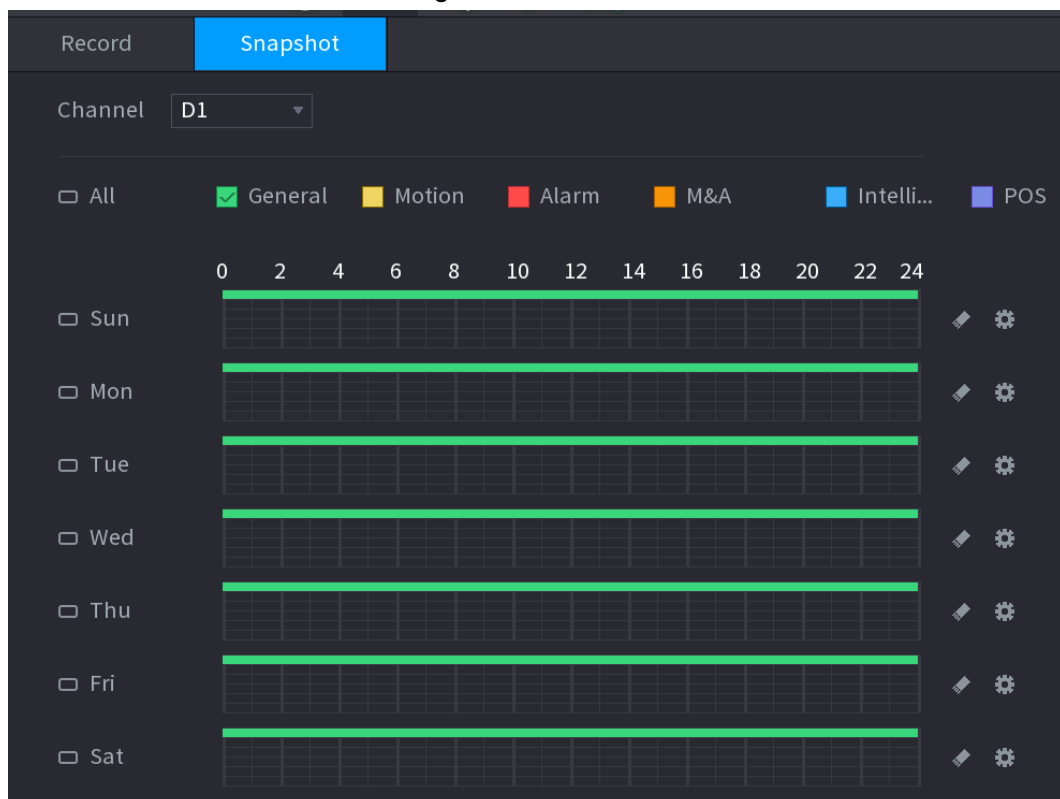 Record Snapshot
Channel D1
All General Motion Alarm M&A Intelli... POS
0 2 4 6 8 10 12 14 16 18 20 22 24
Sun
Mon
Tue
Wed
Thu
Fri
Sat